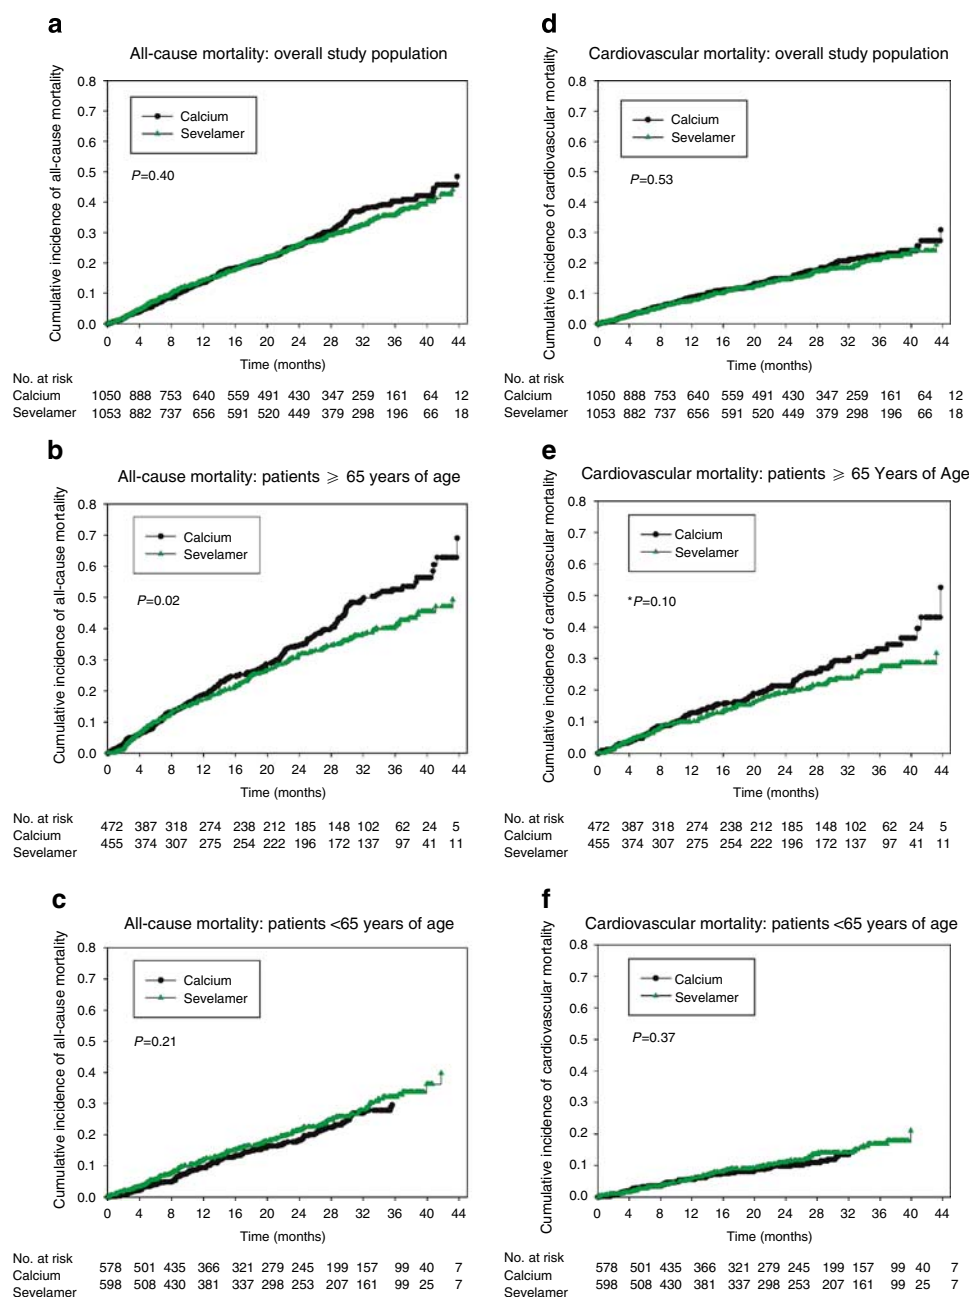 a
All-cause mortality: overall study population
Cumulative incidence of all-cause mortality
0.8
0.7
0.6
0.5
0.4
0.3
0.2
0.1
0.0
Calcium
Sevelamer
P=0.40
0 4 8 12 16 20 24 28 32 36 40 44
Time (months)
No. at risk
Calcium 1050 888 753 640 559 491 430 347 259 161 64 12
Sevelamer 1053 882 737 656 591 520 449 379 298 196 66 18
d
Cardiovascular mortality: overall study population
Cumulative incidence of cardiovascular mortality
0.8
0.7
0.6
0.5
0.4
0.3
0.2
0.1
0.0
Calcium
Sevelamer
P=0.53
0 4 8 12 16 20 24 28 32 36 40 44
Time (months)
No. at risk
Calcium 1050 888 753 640 559 491 430 347 259 161 64 12
Sevelamer 1053 882 737 656 591 520 449 379 298 196 66 18
b
All-cause mortality: patients ⩾ 65 years of age
Cumulative incidence of all-cause mortality
0.8
0.7
0.6
0.5
0.4
0.3
0.2
0.1
0.0
Calcium
Sevelamer
P=0.02
0 4 8 12 16 20 24 28 32 36 40 44
Time (months)
No. at risk
Calcium 472 387 318 274 238 212 185 148 102 62 24 5
Sevelamer 455 374 307 275 254 222 196 172 137 97 41 11
e
Cardiovascular mortality: patients ⩾ 65 Years of Age
Cumulative incidence of cardiovascular mortality
0.8
0.7
0.6
0.5
0.4
0.3
0.2
0.1
0.0
Calcium
Sevelamer
*P=0.10
0 4 8 12 16 20 24 28 32 36 40 44
Time (months)
No. at risk
Calcium 472 387 318 274 238 212 185 148 102 62 24 5
Sevelamer 455 374 307 275 254 222 196 172 137 97 41 11
c
All-cause mortality: patients <65 years of age
Cumulative incidence of all-cause mortality
0.8
0.7
0.6
0.5
0.4
0.3
0.2
0.1
0.0
Calcium
Sevelamer
P=0.21
0 4 8 12 16 20 24 28 32 36 40 44
Time (months)
No. at risk
Calcium 578 501 435 366 321 279 245 199 157 99 40 7
Sevelamer 598 508 430 381 337 298 253 207 161 99 25 7
f
Cardiovascular mortality: patients <65 years of age
Cumulative incidence of cardiovascular mortality
0.8
0.7
0.6
0.5
0.4
0.3
0.2
0.1
0.0
Calcium
Sevelamer
P=0.37
0 4 8 12 16 20 24 28 32 36 40 44
Time (months)
No. at risk
Calcium 578 501 435 366 321 279 245 199 157 99 40 7
Sevelamer 598 508 430 381 337 298 253 207 161 99 25 7